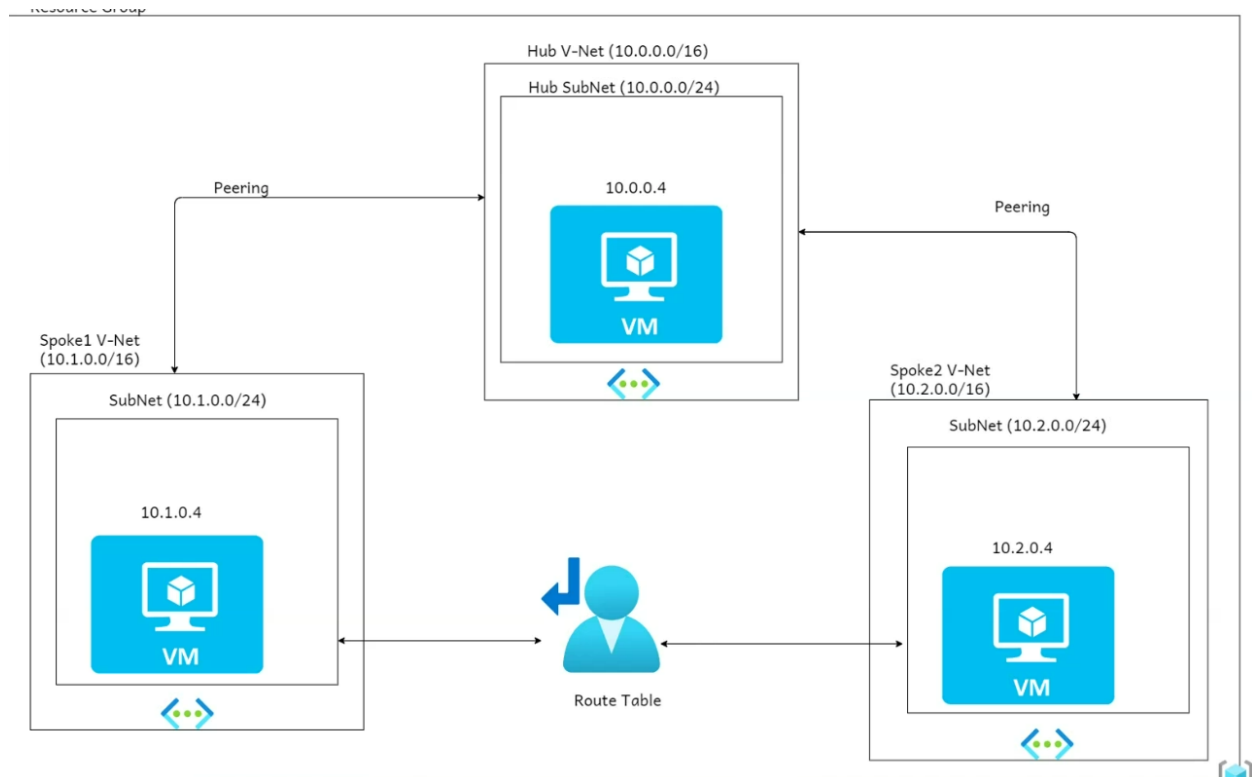 Resource Group
Hub V-Net (10.0.0.0/16)
Hub SubNet (10.0.0.0/24)
Peering
10.0.0.4
Peering
VM
Spoke1 V-Net
(10.1.0.0/16)
SubNet (10.1.0.0/24)
Spoke2 V-Net
(10.2.0.0/16)
SubNet (10.2.0.0/24)
10.1.0.4
10.2.0.4
VM
VM
Route Table